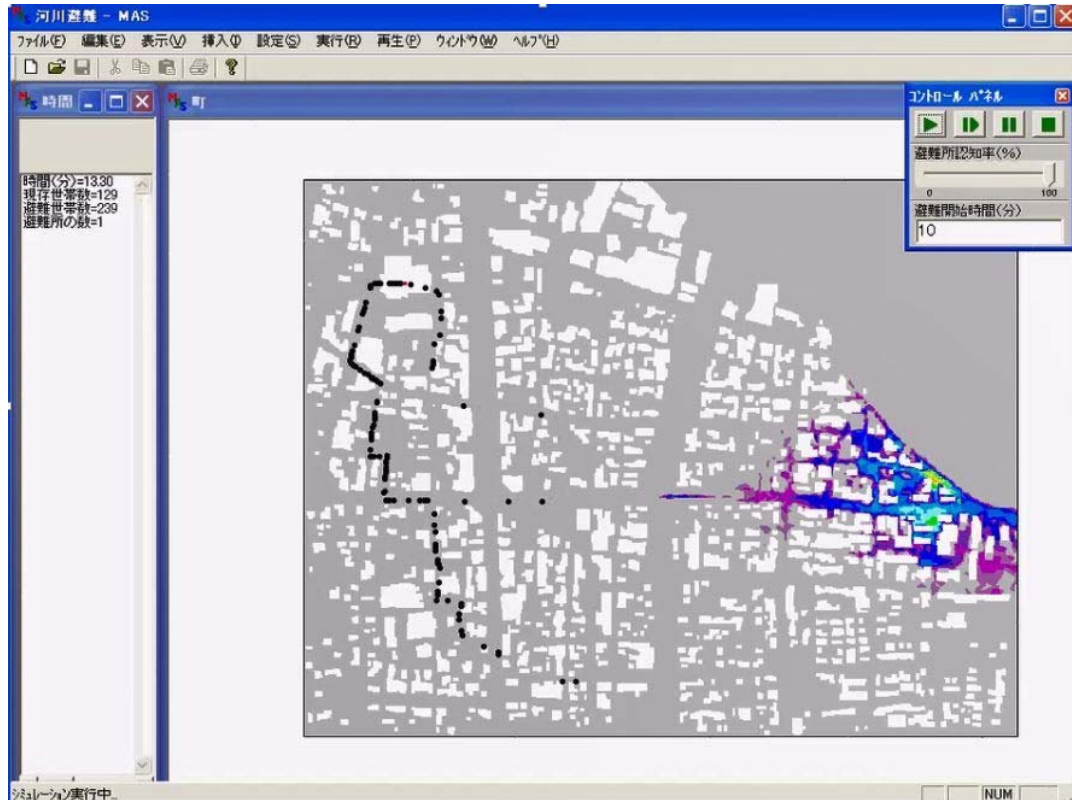 河川避難 - MAS
ファイル(F) 編集(E) 表示(V) 挿入(I) 設定(S) 実行(R) 再生(P) ウィンドウ(W) ヘルプ(H)
時間
時間(分)=13.30
現存世帯数=129
避難世帯数=239
避難所の数=1
町
コントロール パネル
避難所認知率(%)
0 100
避難開始時間(分)
10
シミュレーション実行中_
NUM